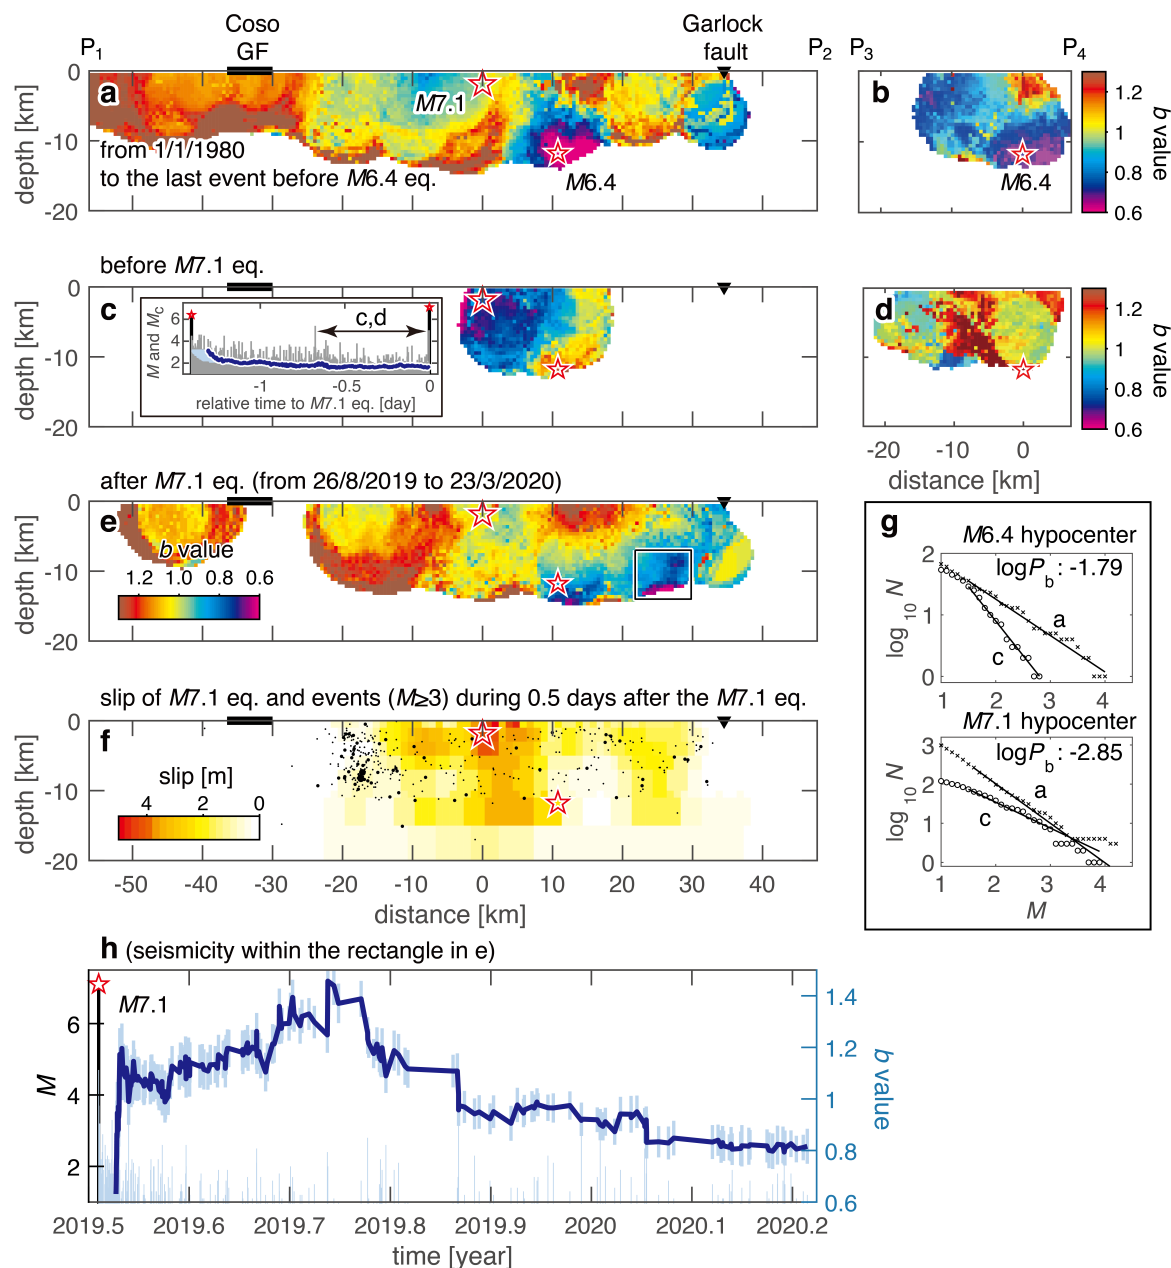 Coso
GF
Garlock
fault
P1
P2
P3
P4
a
M7.1
from 1/1/1980
to the last event before M6.4 eq.
M6.4
depth [km]
0
-10
-20
b
M6.4
1.2
1
0.8
0.6
b value
before M7.1 eq.
c
depth [km]
0
-10
-20
M and Mc
6
4
2
c,d
-1
-0.5
0
relative time to M7.1 eq. [day]
d
1.2
1
0.8
0.6
b value
-20
-10
0
distance [km]
after M7.1 eq. (from 26/8/2019 to 23/3/2020)
e
depth [km]
0
-10
-20
b value
1.2 1.0 0.8 0.6
slip of M7.1 eq. and events (M≥3) during 0.5 days after the M7.1 eq.
f
depth [km]
0
-10
-20
slip [m]
4 2 0
-50 -40 -30 -20 -10 0 10 20 30 40
distance [km]
g
M6.4 hypocenter
logPb: -1.79
a
c
log10 N
2
1
0
1 2 3 4
M7.1 hypocenter
logPb: -2.85
a
c
log10 N
3
2
1
0
1 2 3 4
M
h (seismicity within the rectangle in e)
M7.1
M
6
4
2
1.4
1.2
1
0.8
0.6
b value
2019.5 2019.6 2019.7 2019.8 2019.9 2020 2020.1 2020.2
time [year]